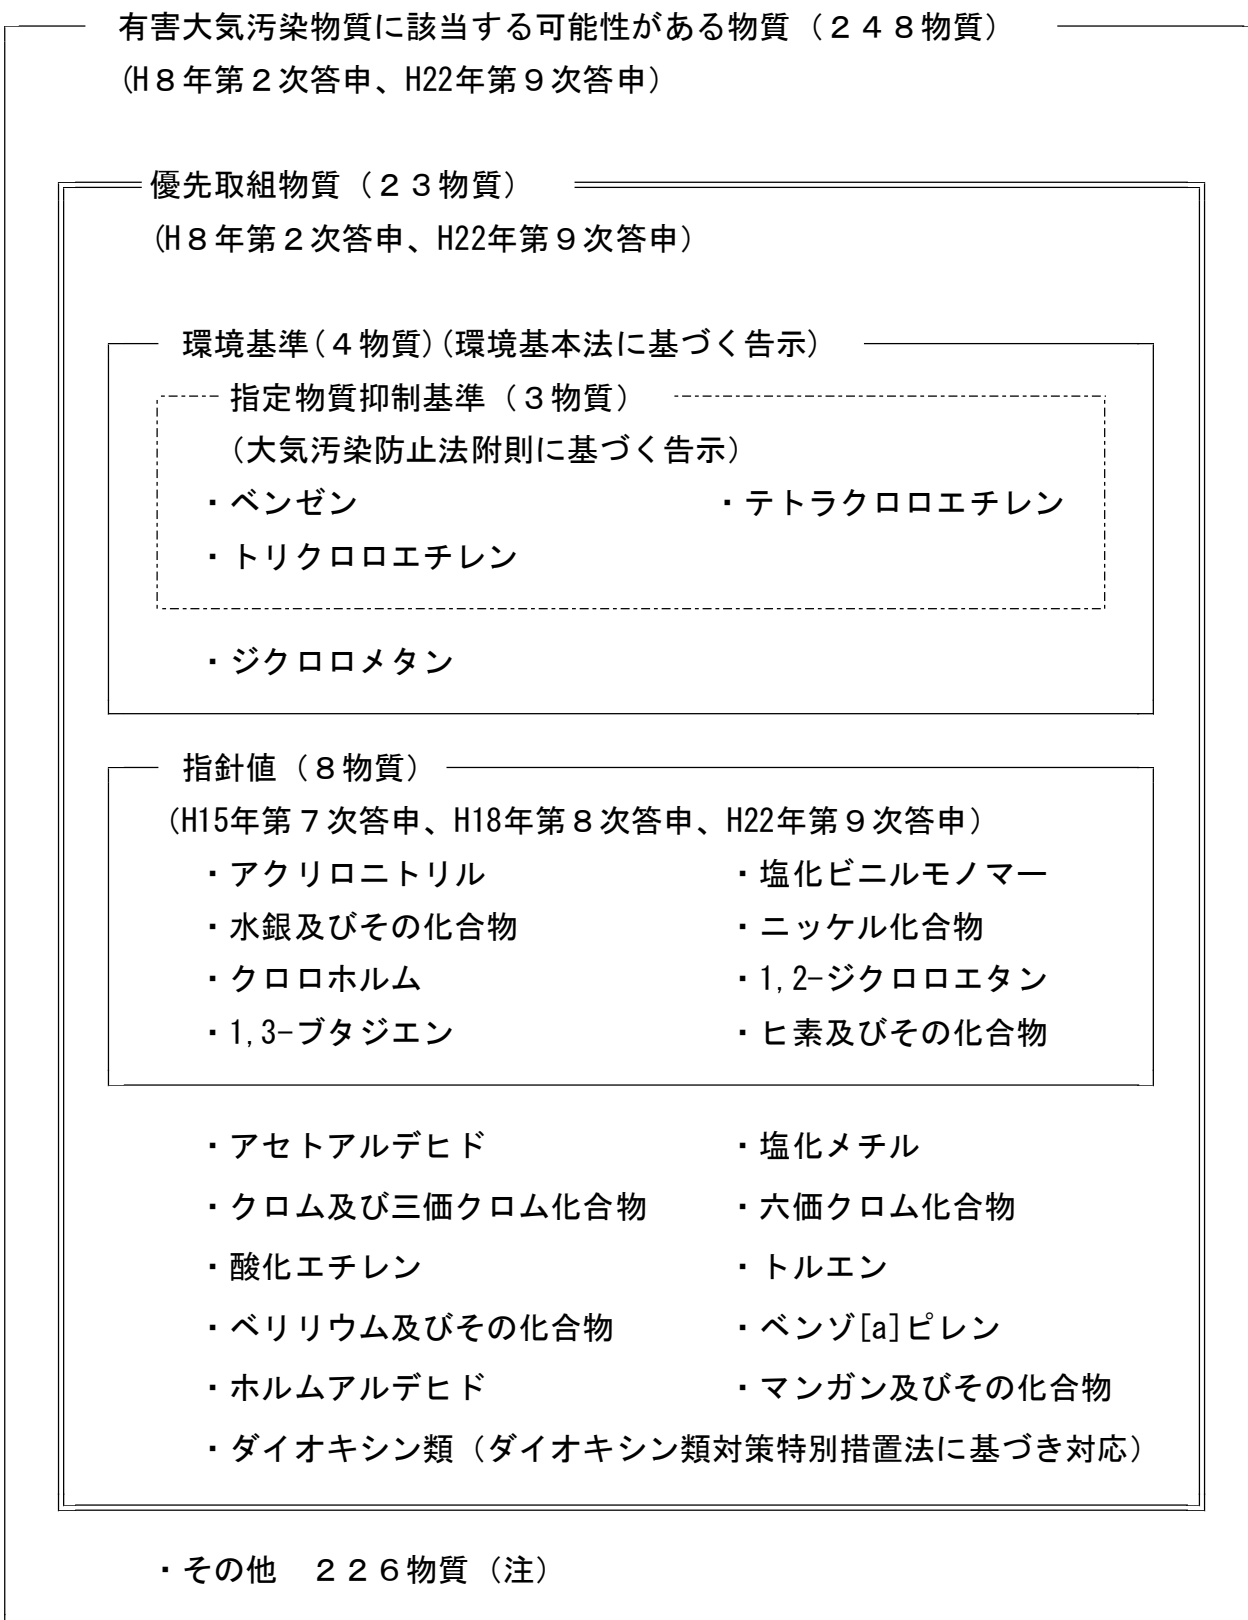 有害大気汚染物質に該当する可能性がある物質（２４８物質）
(H８年第２次答申、H22年第９次答申)
優先取組物質（２３物質）
(H８年第２次答申、H22年第９次答申)
環境基準(４物質)(環境基本法に基づく告示)
指定物質抑制基準（３物質）
（大気汚染防止法附則に基づく告示）
・ベンゼン ・テトラクロロエチレン
・トリクロロエチレン
・ジクロロメタン
指針値（８物質）
(H15年第７次答申、H18年第８次答申、H22年第９次答申)
・アクリロニトリル ・塩化ビニルモノマー
・水銀及びその化合物 ・ニッケル化合物
・クロロホルム ・1,2-ジクロロエタン
・1,3-ブタジエン ・ヒ素及びその化合物
・アセトアルデヒド ・塩化メチル
・クロム及び三価クロム化合物 ・六価クロム化合物
・酸化エチレン ・トルエン
・ベリリウム及びその化合物 ・ベンゾ[a]ピレン
・ホルムアルデヒド ・マンガン及びその化合物
・ダイオキシン類（ダイオキシン類対策特別措置法に基づき対応）
・その他　２２６物質（注）